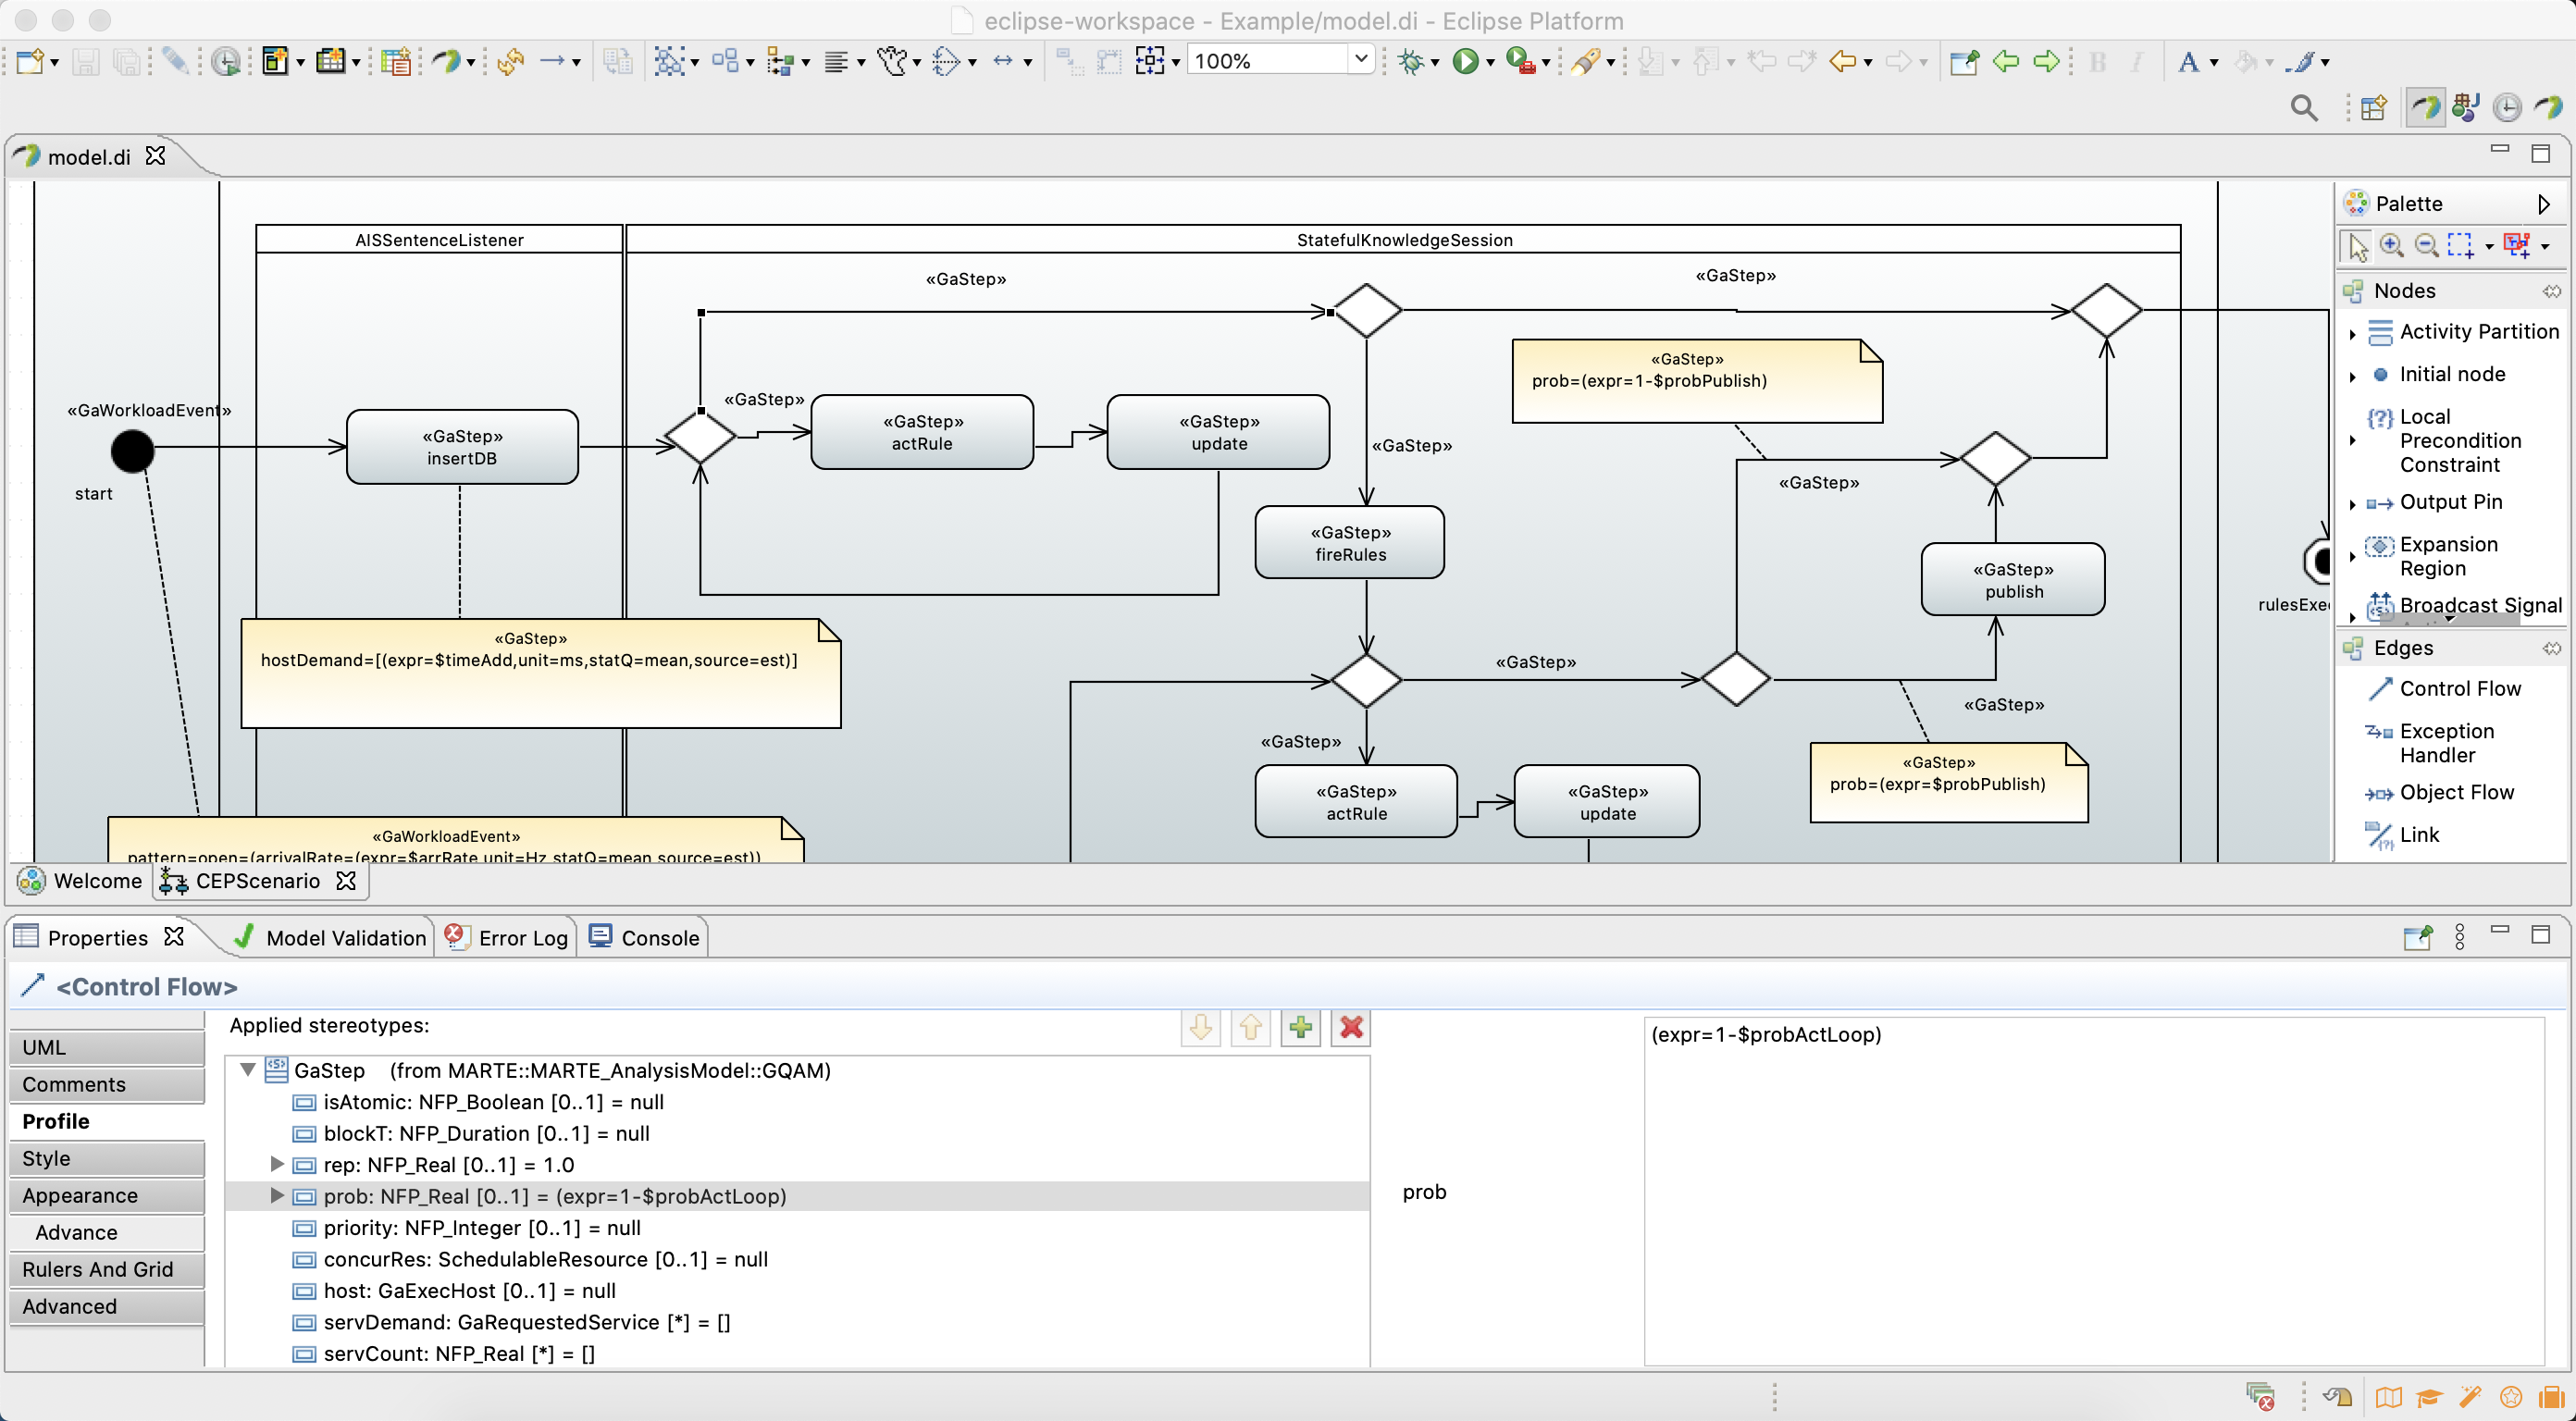 eclipse-workspace - Example/model.di - Eclipse Platform
100%
B I
A
model.di
AISSentenceListener
StatefulKnowledgeSession
«GaStep»
«GaStep»
«GaStep»
prob=(expr=1-$probPublish)
«GaWorkloadEvent»
start
«GaStep»
insertDB
«GaStep»
«GaStep»
actRule
«GaStep»
update
«GaStep»
«GaStep»
«GaStep»
fireRules
«GaStep»
publish
rulesExe
«GaStep»
hostDemand=[(expr=$timeAdd,unit=ms,statQ=mean,source=est)]
«GaStep»
«GaStep»
«GaStep»
«GaStep»
actRule
«GaStep»
update
«GaStep»
prob=(expr=$probPublish)
«GaWorkloadEvent»
pattern=open=(arrivalRate=(expr=$arrRate,unit=Hz,statQ=mean,source=est))
Palette
Nodes
Activity Partition
Initial node
Local
Precondition
Constraint
Output Pin
Expansion
Region
Broadcast Signal
Edges
Control Flow
Exception
Handler
Object Flow
Link
Welcome
CEPScenario
Properties
Model Validation
Error Log
Console
<Control Flow>
UML
Comments
Profile
Style
Appearance
Advance
Rulers And Grid
Advanced
Applied stereotypes:
GaStep (from MARTE::MARTE_AnalysisModel::GQAM)
isAtomic: NFP_Boolean [0..1] = null
blockT: NFP_Duration [0..1] = null
rep: NFP_Real [0..1] = 1.0
prob: NFP_Real [0..1] = (expr=1-$probActLoop)
priority: NFP_Integer [0..1] = null
concurRes: SchedulableResource [0..1] = null
host: GaExecHost [0..1] = null
servDemand: GaRequestedService [*] = []
servCount: NFP_Real [*] = []
prob
(expr=1-$probActLoop)